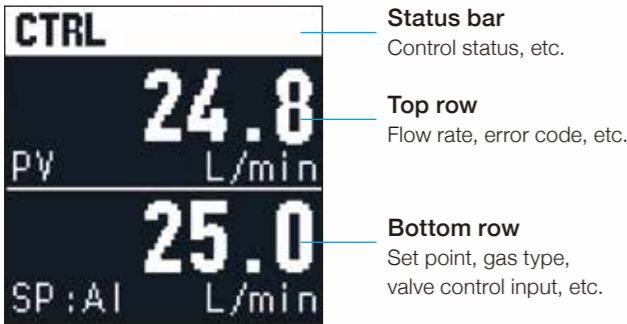 CTRL
24.8
PV L/min
25.0
SP:AI L/min
Status bar
Control status, etc.
Top row
Flow rate, error code, etc.
Bottom row
Set point, gas type,
valve control input, etc.